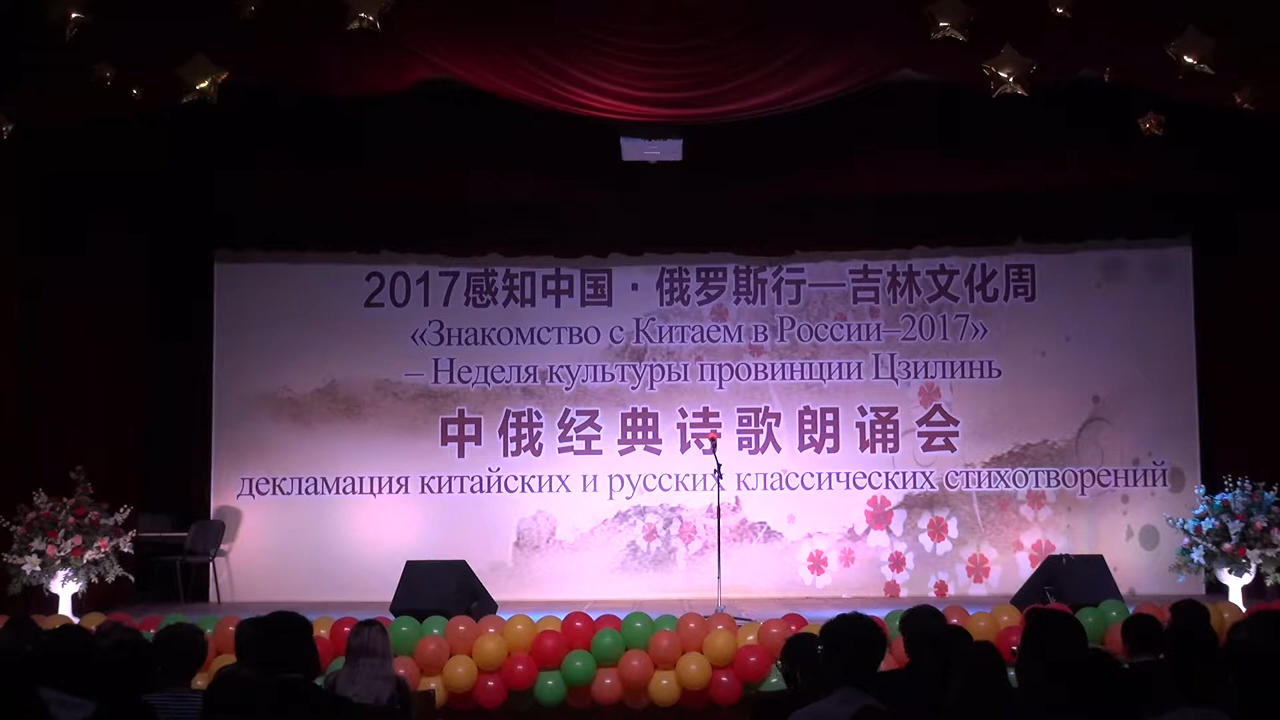 2017感知中国·俄罗斯行—吉林文化周
«Знакомство с Китаем в России–2017»
– Неделя культуры провинции Цзилинь
中俄经典诗歌朗诵会
декламация китайских и русских классических стихотворений